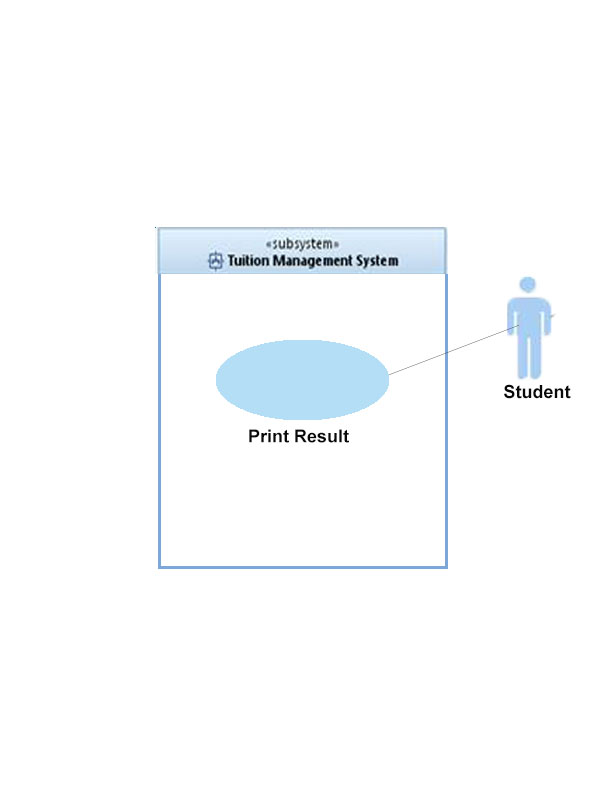 «subsystem»
Tuition Management System
Student
Print Result